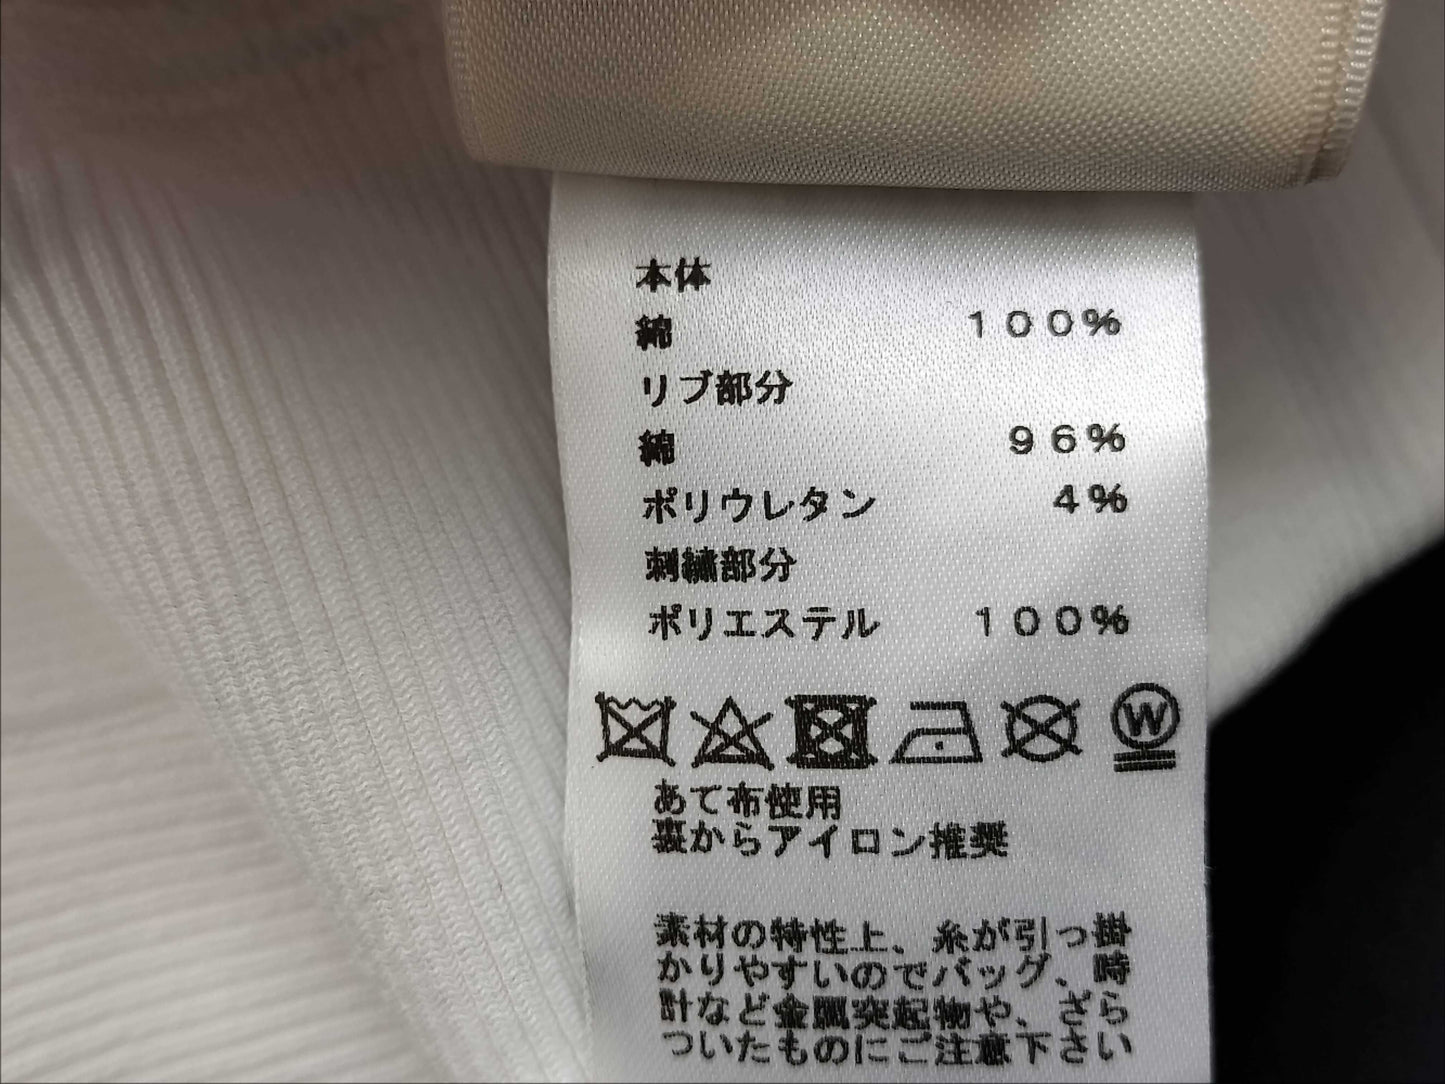 本体
綿 100%
リブ部分
綿 96%
ポリウレタン 4%
刺繍部分
ポリエステル 100%
W
あて布使用
裏からアイロン推奨
素材の特性上、糸が引っ掛
かりやすいのでバッグ、時
計など金属突起物や、ざら
ついたものにご注意下さい